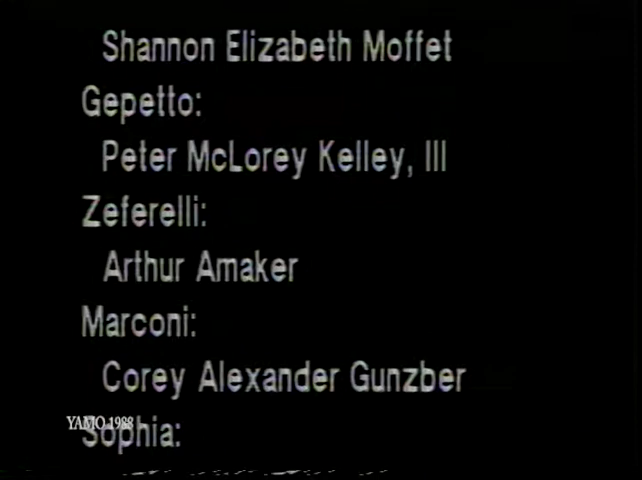 Shannon Elizabeth Moffet
Gepetto:
Peter McLorey Kelley, III
Zeferelli:
Arthur Amaker
Marconi:
Corey Alexander Gunzber
YAMO 1988
Sophia: